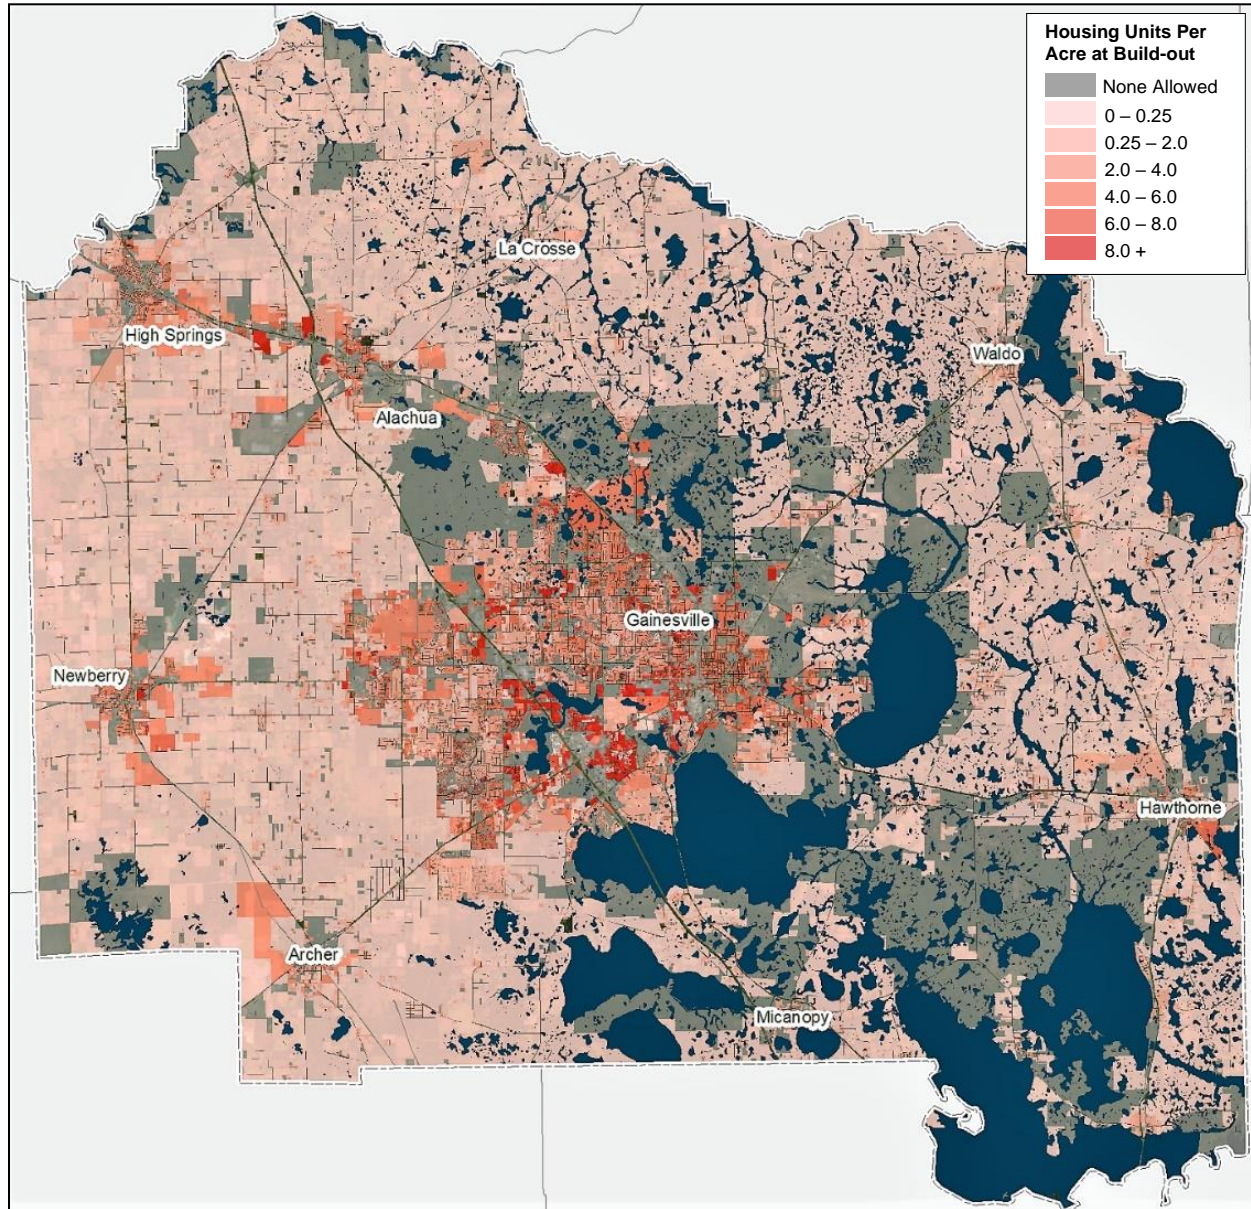 Housing Units Per
Acre at Build-out
None Allowed
0 – 0.25
0.25 – 2.0
2.0 – 4.0
4.0 – 6.0
6.0 – 8.0
8.0 +
La Crosse
High Springs
Waldo
Alachua
Gainesville
Newberry
Hawthorne
Archer
Micanopy